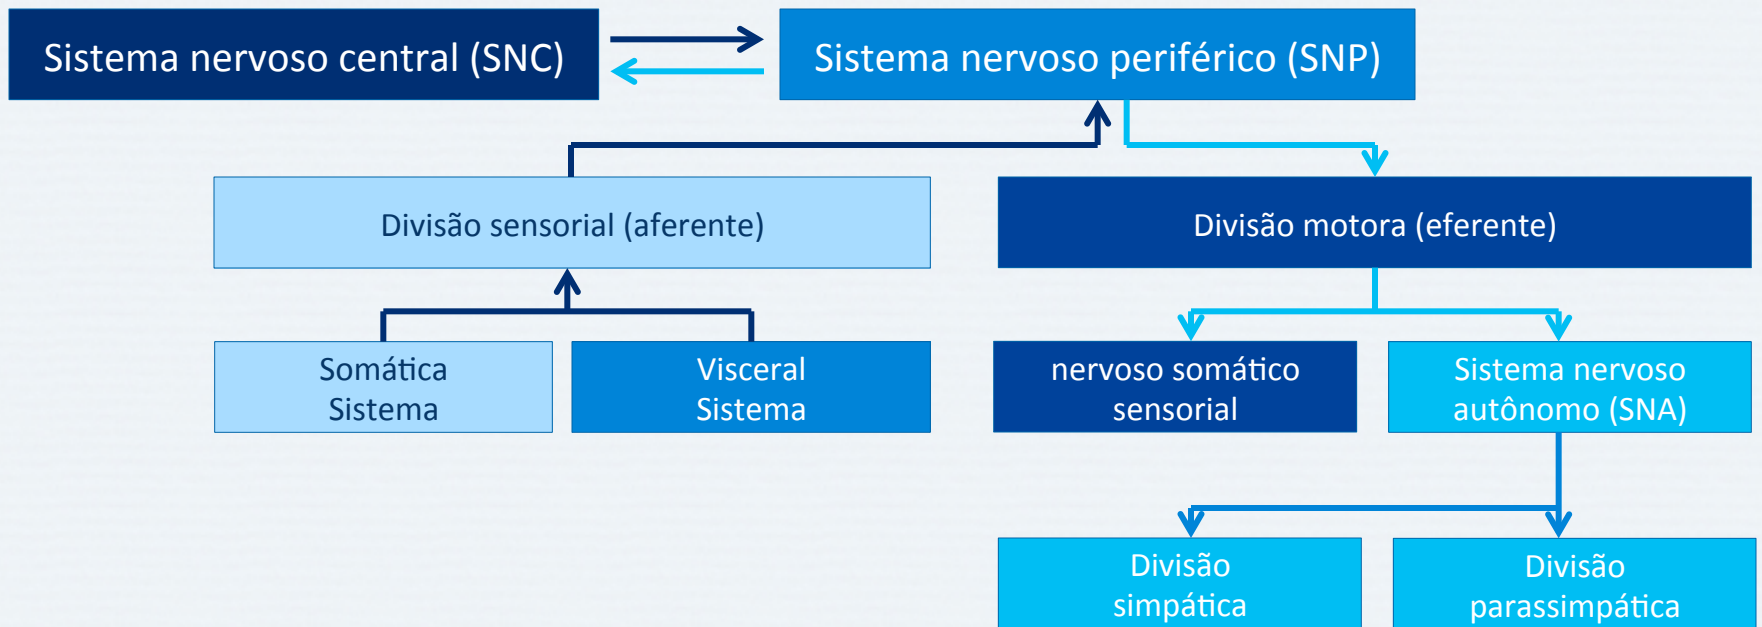 Sistema nervoso central (SNC)
Sistema nervoso periférico (SNP)
Divisão sensorial (aferente)
Divisão motora (eferente)
Somática
Sistema
Visceral
Sistema
nervoso somático
sensorial
Sistema nervoso
autônomo (SNA)
Divisão
simpática
Divisão
parassimpática